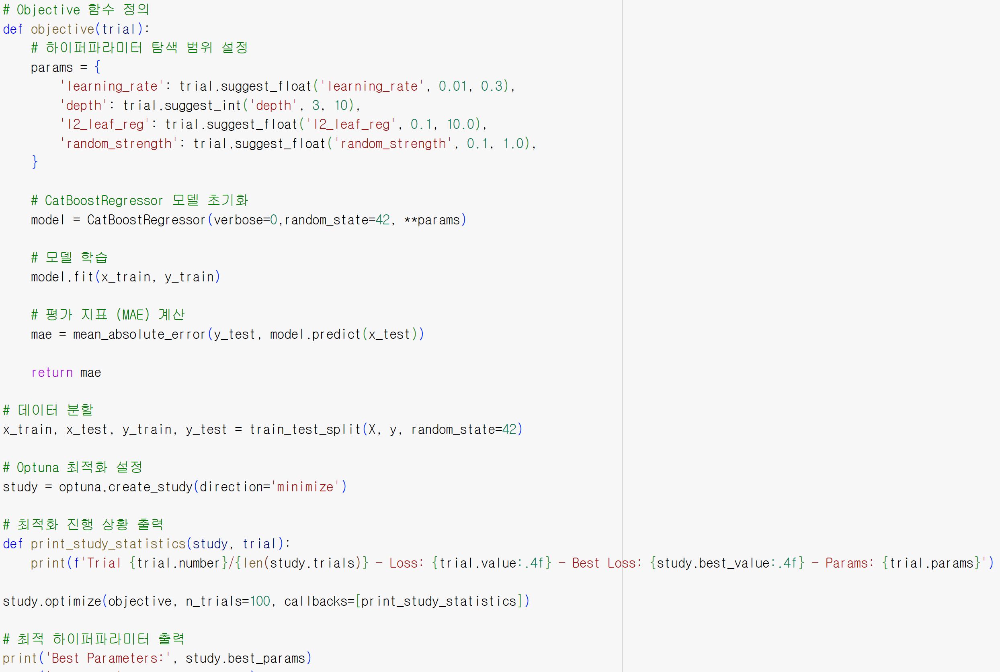 # Objective 함수 정의
def objective(trial):
    # 하이퍼파라미터 탐색 범위 설정
    params = {
        'learning_rate': trial.suggest_float('learning_rate', 0.01, 0.3),
        'depth': trial.suggest_int('depth', 3, 10),
        'l2_leaf_reg': trial.suggest_float('l2_leaf_reg', 0.1, 10.0),
        'random_strength': trial.suggest_float('random_strength', 0.1, 1.0),
    }
    # CatBoostRegressor 모델 초기화
    model = CatBoostRegressor(verbose=0,random_state=42, **params)
    # 모델 학습
    model.fit(x_train, y_train)
    # 평가 지표 (MAE) 계산
    mae = mean_absolute_error(y_test, model.predict(x_test))
    return mae
# 데이터 분할
x_train, x_test, y_train, y_test = train_test_split(X, y, random_state=42)
# Optuna 최적화 설정
study = optuna.create_study(direction='minimize')
# 최적화 진행 상황 출력
def print_study_statistics(study, trial):
    print(f'Trial {trial.number}/{len(study.trials)} - Loss: {trial.value:.4f} - Best Loss: {study.best_value:.4f} - Params: {trial.params}')
study.optimize(objective, n_trials=100, callbacks=[print_study_statistics])
# 최적 하이퍼파라미터 출력
print('Best Parameters:', study.best_params)